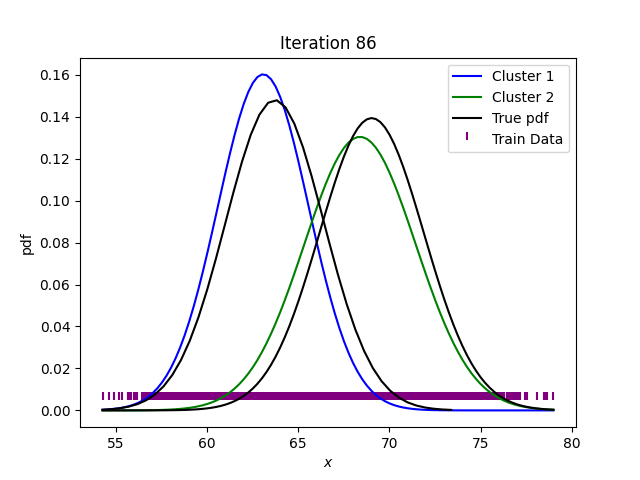 Iteration 86
Cluster 1
Cluster 2
True pdf
Train Data
pdf
0.16
0.14
0.12
0.10
0.08
0.06
0.04
0.02
0.00
55 60 65 70 75 80
x